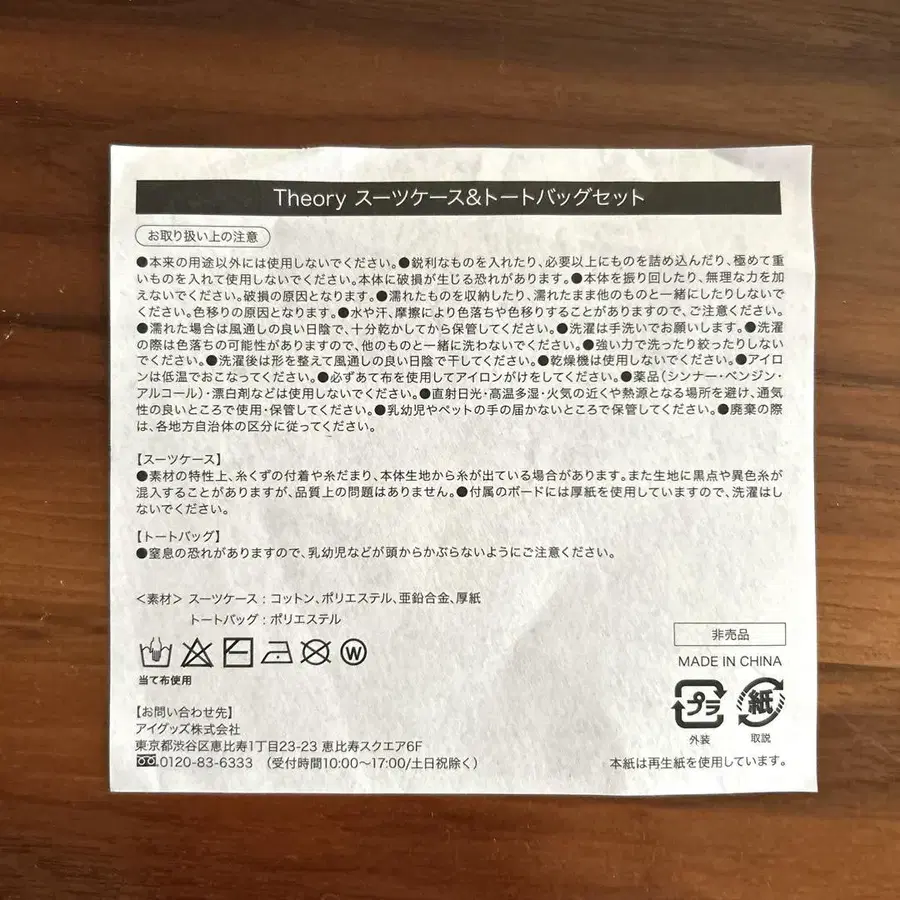 Theory スーツケース&トートバッグセット
お取り扱い上の注意
●本来の用途以外には使用しないでください。●鋭利なものを入れたり、必要以上にものを詰め込んだり、極めて重
いものを入れて使用しないでください。本体に破損が生じる恐れがあります。●本体を振り回したり、無理な力を加
えないでください。破損の原因となります。●濡れたものを収納したり、濡れたまま他のものと一緒にしたりしないで
ください。色移りの原因となります。●水や汗、摩擦により色落ちや色移りすることがありますので、ご注意ください。
●濡れた場合は風通しの良い日陰で、十分乾かしてから保管してください。●洗濯は手洗いでお願いします。●洗濯
の際は色落ちの可能性がありますので、他のものと一緒に洗わないでください。●強い力で洗ったり絞ったりしない
でください。●洗濯後は形を整えて風通しの良い日陰で干してください。●乾燥機は使用しないでください。●アイロ
ンは低温でおこなってください。●必ずあて布を使用してアイロンがけをしてください。●薬品(シンナー・ベンジン・
アルコール)・漂白剤などは使用しないでください。●直射日光・高温多湿・火気の近くや熱源となる場所を避け、通気
性の良いところで使用・保管してください。●乳幼児やペットの手の届かないところで保管してください。●廃棄の際
は、各地方自治体の区分に従ってください。
【スーツケース】
●素材の特性上、糸くずの付着や糸だまり、本体生地から糸が出ている場合があります。また生地に黒点や異色糸が
混入することがありますが、品質上の問題はありません。●付属のボードには厚紙を使用していますので、洗濯はし
ないでください。
【トートバッグ】
●窒息の恐れがありますので、乳幼児などが頭からかぶらないようにご注意ください。
<素材> スーツケース : コットン、ポリエステル、亜鉛合金、厚紙
トートバッグ : ポリエステル
W
当て布使用
非売品
MADE IN CHINA
プラ 紙
外装 取説
【お問い合わせ先】
アイグッズ株式会社
東京都渋谷区恵比寿1丁目23-23 恵比寿スクエア6F
0120-83-6333 (受付時間10:00〜17:00/土日祝除く)
本紙は再生紙を使用しています。